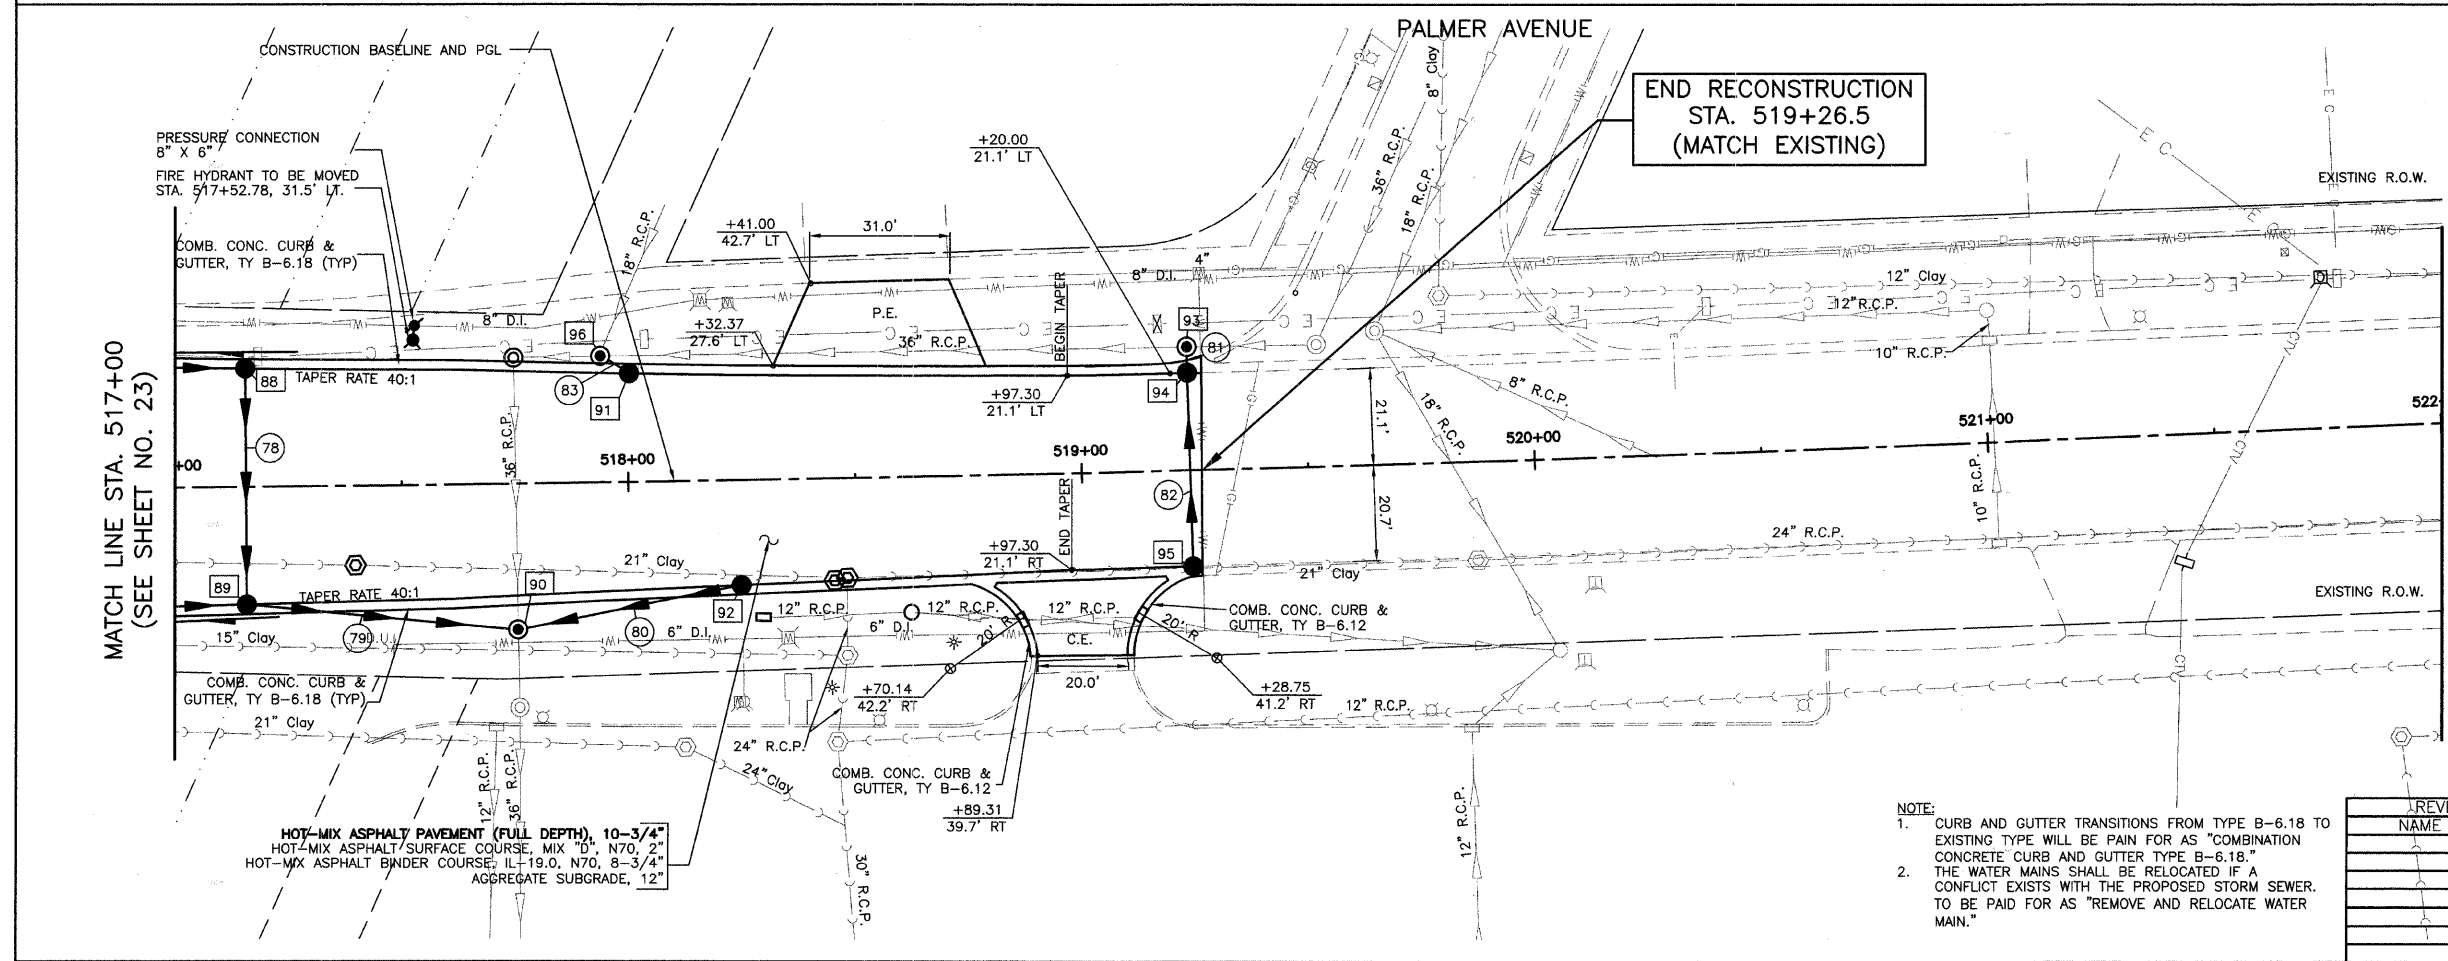 PALMER AVENUE
CONSTRUCTION BASELINE AND PGL
END RECONSTRUCTION
STA. 519+26.5
(MATCH EXISTING)
PRESSURE CONNECTION
8" X 6"
FIRE HYDRANT TO BE MOVED
STA. 517+52.78, 31.5' LT.
COMB. CONC. CURB &
GUTTER, TY B-6.18 (TYP)
+20.00
21.1' LT
8" Clay
36" R.C.P.
18" R.C.P.
EXISTING R.O.W.
18" R.C.P.
+41.00
42.7' LT
31.0'
P.E.
8" D.I.
4"
12" Clay
12" R.C.P.
10" R.C.P.
8" D.I.
96
+32.37
27.6' LT
36" R.C.P.
BEGIN TAPER
93
81
MATCH LINE STA. 517+00
(SEE SHEET NO. 23)
88
TAPER RATE 40:1
83
91
+97.30
21.1' LT
94
21.1'
18" R.C.P.
8" R.C.P.
78
36" R.C.P.
+00
518+00
519+00
520+00
521+00
522
CTV
82
20.7'
10" R.C.P.
END TAPER
+97.30
21.1' RT
95
21" Clay
21" Clay
24" R.C.P.
89
TAPER RATE 40:1
90
92
12" R.C.P.
12" R.C.P.
12" R.C.P.
COMB. CONC. CURB &
GUTTER, TY B-6.12
EXISTING R.O.W.
15" Clay
79
D.U.
80
6" D.I.
6" D.I.
20' R
C.E.
20' R
CTV
COMB. CONC. CURB &
GUTTER, TY B-6.18 (TYP)
+70.14
42.2' RT
20.0'
+28.75
41.2' RT
12" R.C.P.
21" Clay
24" R.C.P.
24" Clay
12" R.C.P.
36" R.C.P.
COMB. CONC. CURB &
GUTTER, TY B-6.12
+89.31
39.7' RT
30" R.C.P.
12" R.C.P.
HOT-MIX ASPHALT PAVEMENT (FULL DEPTH), 10-3/4"
HOT-MIX ASPHALT SURFACE COURSE, MIX "D", N70, 2"
HOT-MIX ASPHALT BINDER COURSE, IL-19.0, N70, 8-3/4"
AGGREGATE SUBGRADE, 12"
NOTE:
1. CURB AND GUTTER TRANSITIONS FROM TYPE B-6.18 TO
EXISTING TYPE WILL BE PAIN FOR AS "COMBINATION
CONCRETE CURB AND GUTTER TYPE B-6.18."
2. THE WATER MAINS SHALL BE RELOCATED IF A
CONFLICT EXISTS WITH THE PROPOSED STORM SEWER.
TO BE PAID FOR AS "REMOVE AND RELOCATE WATER
MAIN."
REVI
NAME